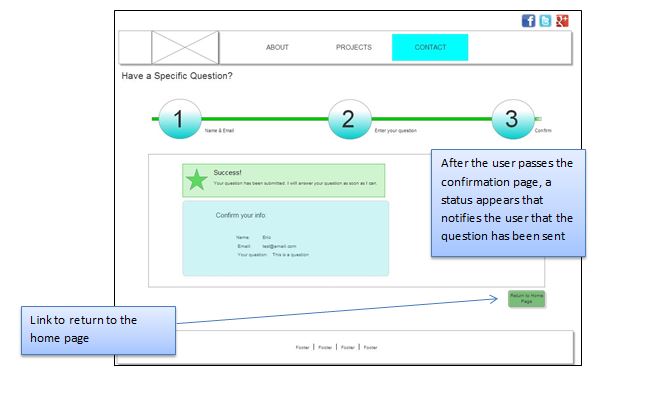 ABOUT PROJECTS CONTACT
Have a Specific Question?
1 2 3
Name & Email Enter your question Confirm
Success!
Your question has been submitted. I will answer your question as soon as I can.
Confirm your info
Name: Eric
Email: test@email.com
Your question: This is a question
After the user passes the
confirmation page, a
status appears that
notifies the user that the
question has been sent
Return to Home
Page
Link to return to the
home page
Footer | Footer | Footer | Footer